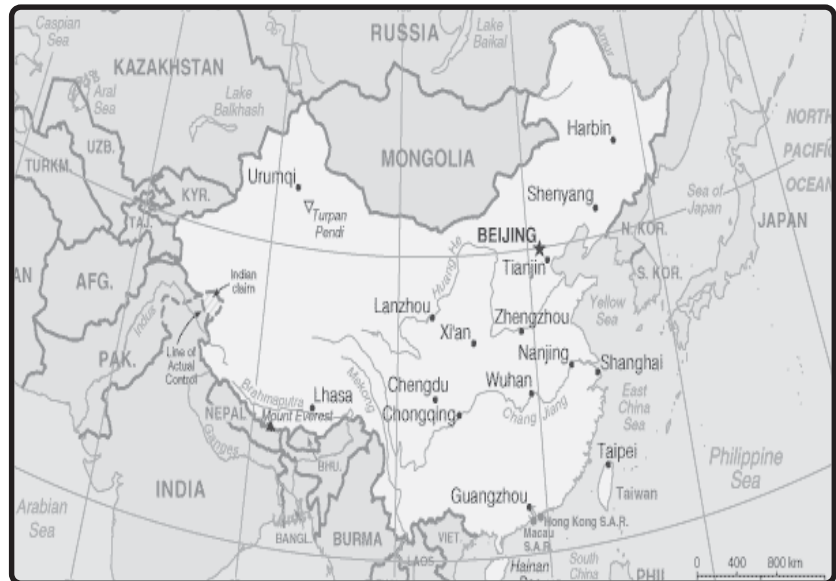 Caspian
Sea
RUSSIA
Lake
Baikal
Amur
KAZAKHSTAN
Aral
Sea
Lake
Balkhash
NORTH
PACIFIC
OCEAN
Harbin
UZB.
TURKM.
MONGOLIA
Urumqi
KYR.
Turpan
Pendi
Shenyang
Sea of
Japan
JAPAN
TAJ.
BEIJING
N. KOR.
Tianjin
S. KOR.
AN
AFG.
Indian
claim
Huang He
Lanzhou
Zhengzhou
Yellow
Sea
Indus
Xi'an
PAK.
Line of
Actual
Control
Nanjing
Shanghai
Mekong
Chengdu
Wuhan
East
China
Sea
Brahmaputra
Lhasa
Chongqing
Chang Jiang
NEPAL
Mount Everest
Ganges
Taipei
Philippine
Sea
BHU.
INDIA
Guangzhou
Taiwan
Arabian
Sea
Hong Kong S.A.R.
Macau
S.A.R.
BANGL.
BURMA
VIET.
LAOS
Hainan
South
China
PHIL
0 400 800 km